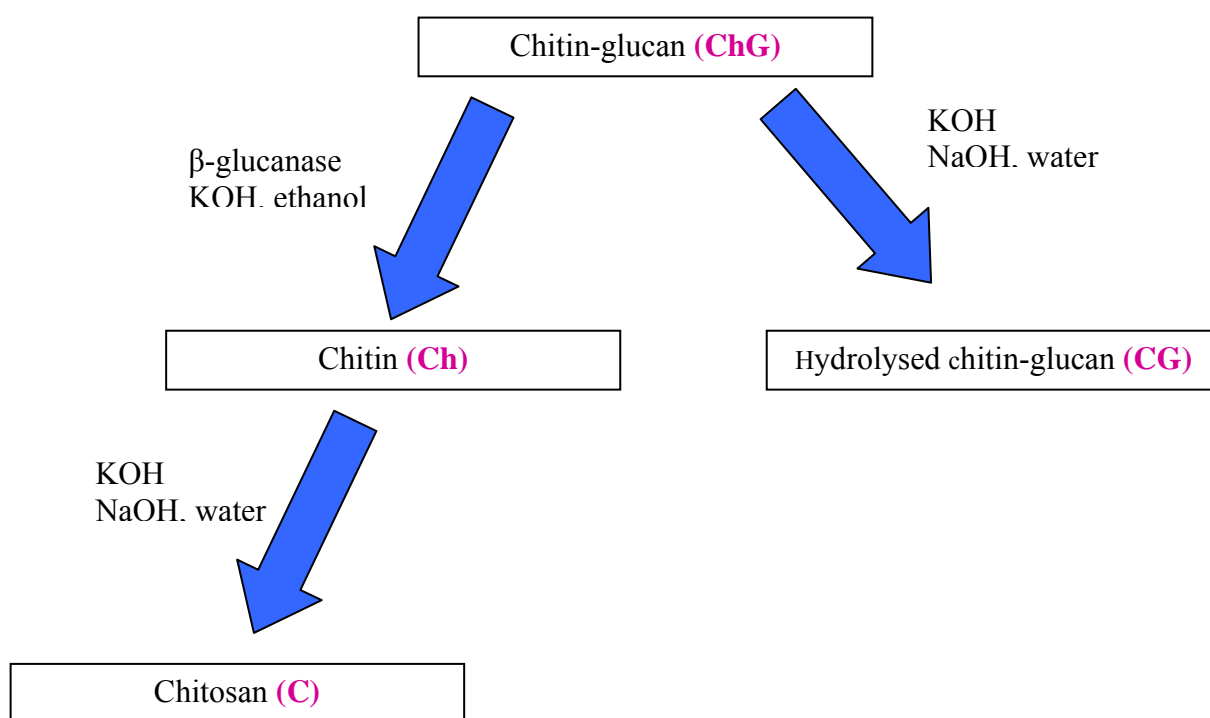 Chitin-glucan (ChG)
β-glucanase
KOH, ethanol
KOH
NaOH, water
Chitin (Ch)
Hydrolysed chitin-glucan (CG)
KOH
NaOH, water
Chitosan (C)